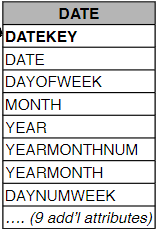 DATE
DATEKEY
DATE
DAYOFWEEK
MONTH
YEAR
YEARMONTHNUM
YEARMONTH
DAYNUMWEEK
…. (9 add'l attributes)